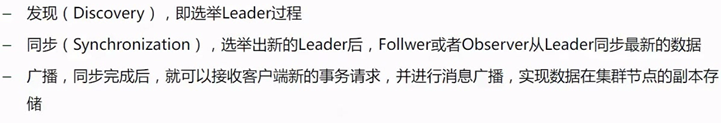 – 发现（Discovery），即选举Leader过程
– 同步（Synchronization），选举出新的Leader后，Follwer或者Observer从Leader同步最新的数据
– 广播，同步完成后，就可以接收客户端新的事务请求，并进行消息广播，实现数据在集群节点的副本存
储